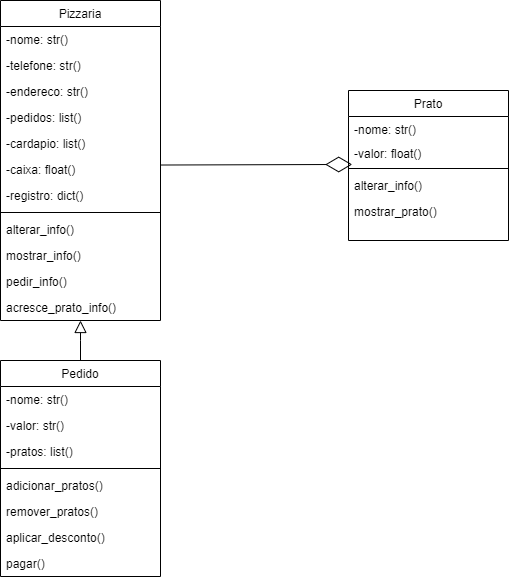 Pizzaria
-nome: str()
-telefone: str()
-endereco: str()
-pedidos: list()
-cardapio: list()
-caixa: float()
-registro: dict()
alterar_info()
mostrar_info()
pedir_info()
acresce_prato_info()
Prato
-nome: str()
-valor: float()
alterar_info()
mostrar_prato()
Pedido
-nome: str()
-valor: str()
-pratos: list()
adicionar_pratos()
remover_pratos()
aplicar_desconto()
pagar()